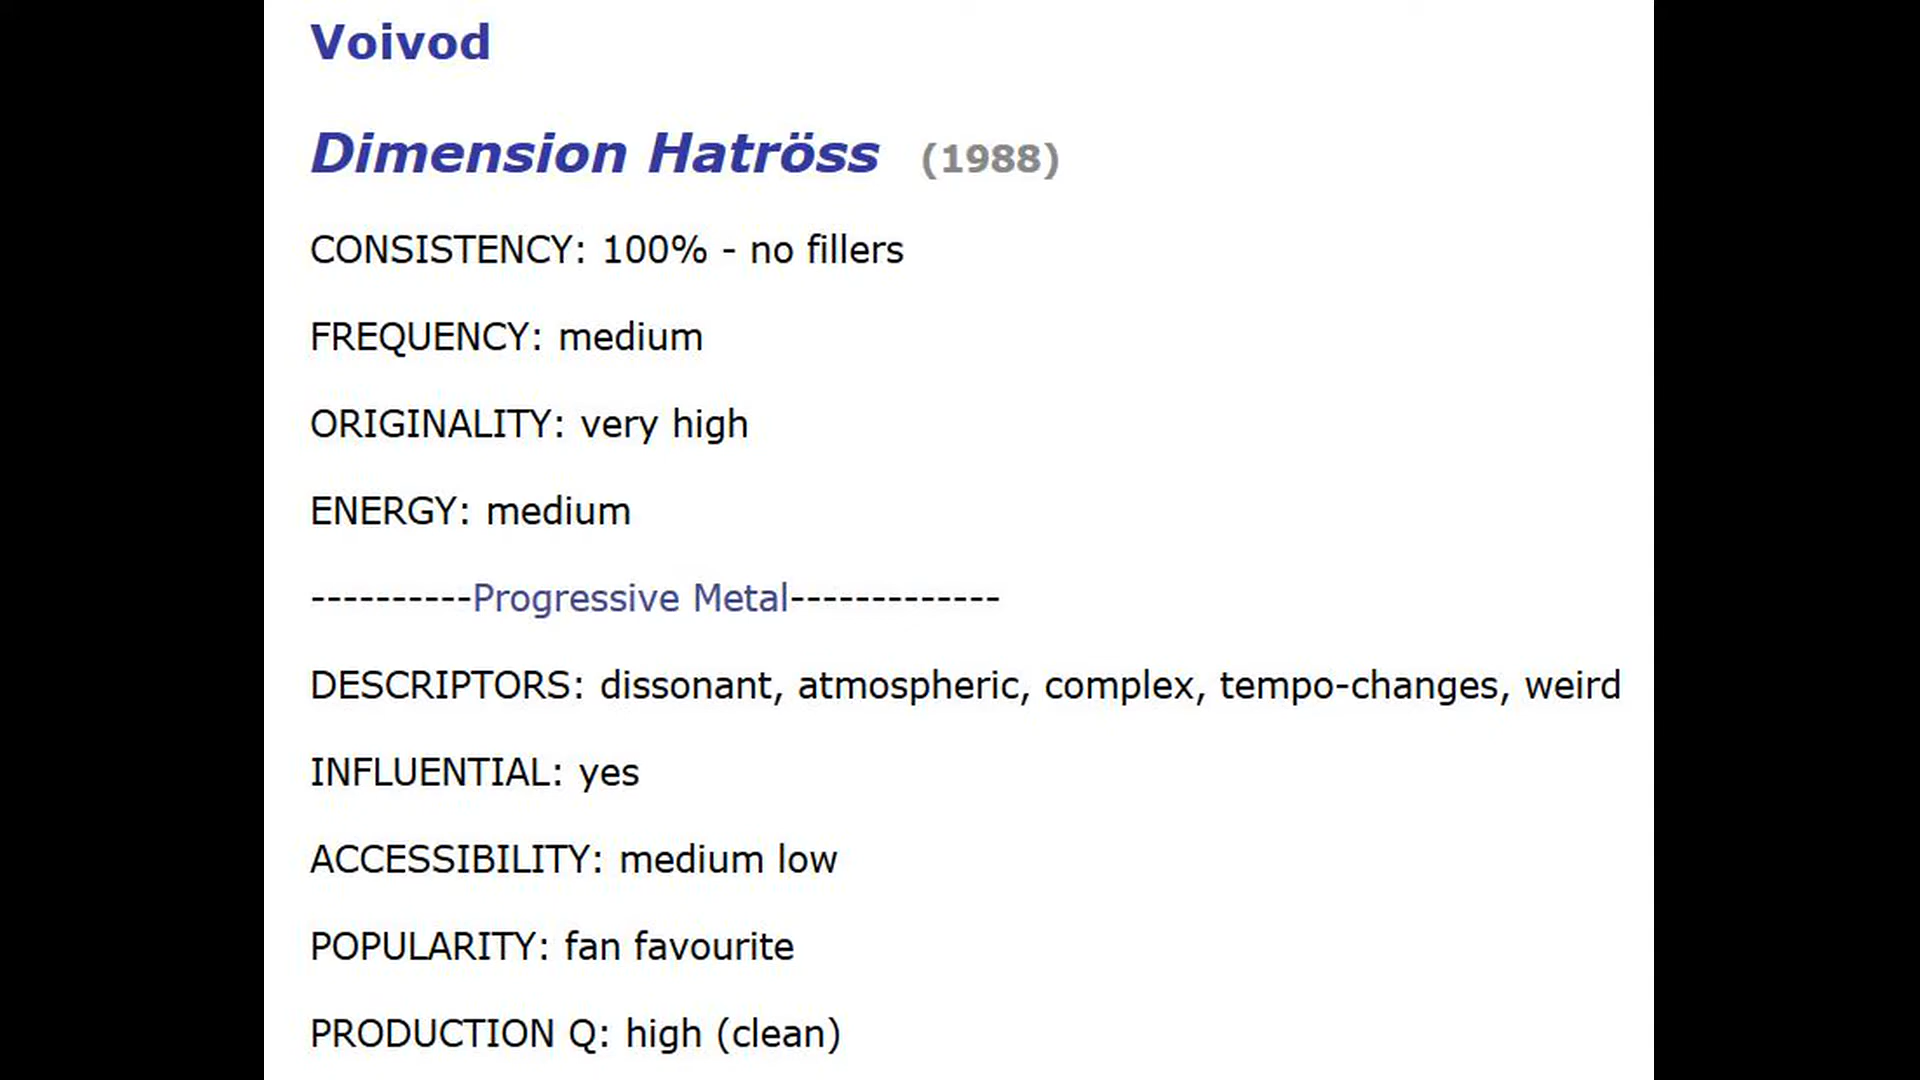 Voivod
Dimension Hatröss (1988)
CONSISTENCY: 100% - no fillers
FREQUENCY: medium
ORIGINALITY: very high
ENERGY: medium
----------Progressive Metal-------------
DESCRIPTORS: dissonant, atmospheric, complex, tempo-changes, weird
INFLUENTIAL: yes
ACCESSIBILITY: medium low
POPULARITY: fan favourite
PRODUCTION Q: high (clean)